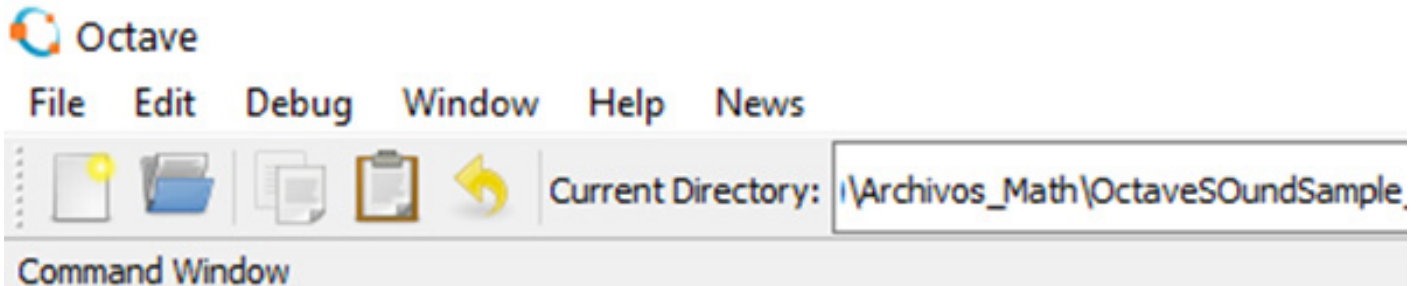 Octave
File Edit Debug Window Help News
Current Directory: \Archivos_Math\OctaveSOundSample_
Command Window